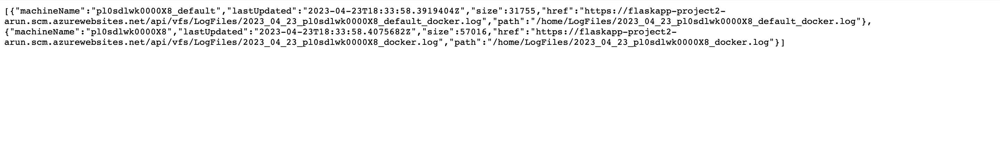 [{"machineName":"pl0sdlwk0000X8_default","lastUpdated":"2023-04-23T18:33:58.3919404Z","size":31755,"href":"https://flaskapp-project2-
arun.scm.azurewebsites.net/api/vfs/LogFiles/2023_04_23_pl0sdlwk0000X8_default_docker.log","path":"/home/LogFiles/2023_04_23_pl0sdlwk0000X8_default_docker.log"},
{"machineName":"pl0sdlwk0000X8","lastUpdated":"2023-04-23T18:33:58.4075682Z","size":57016,"href":"https://flaskapp-project2-
arun.scm.azurewebsites.net/api/vfs/LogFiles/2023_04_23_pl0sdlwk0000X8_docker.log","path":"/home/LogFiles/2023_04_23_pl0sdlwk0000X8_docker.log"}]